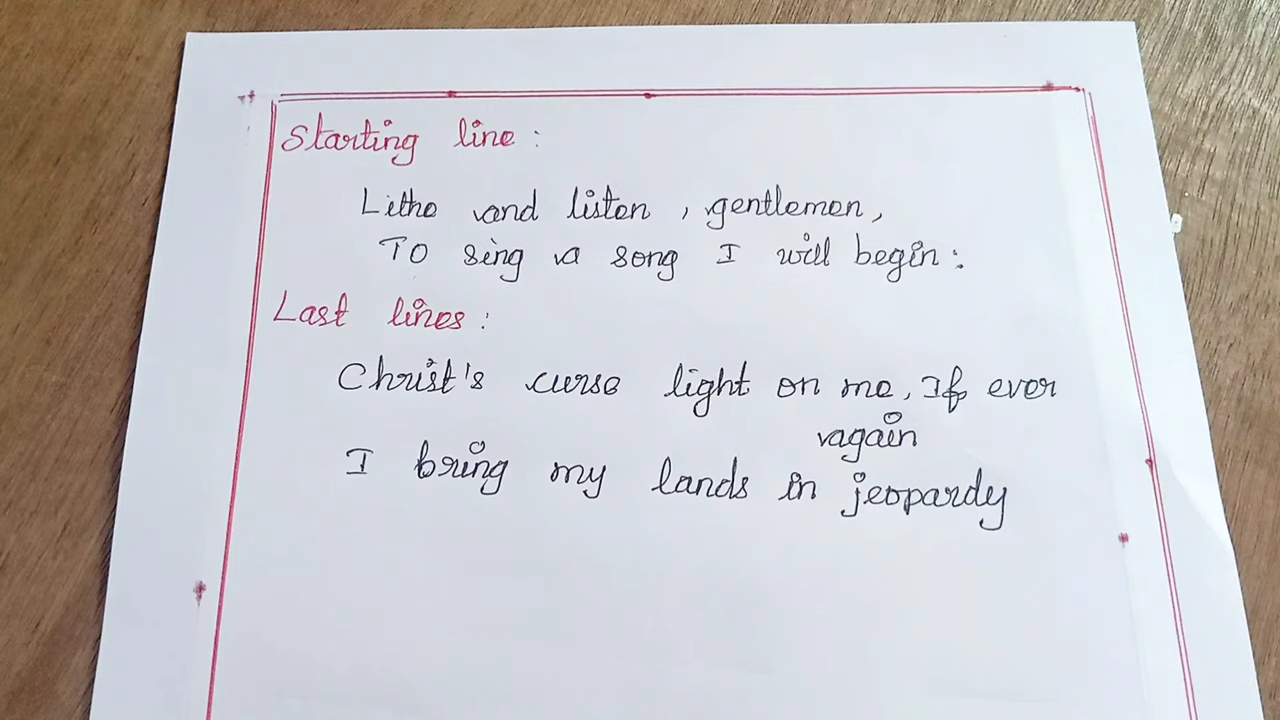 Starting line :
Lithe and listen , gentlemen,
To sing a song I will begin :
Last lines :
Christ's curse light on me, If ever
again
I bring my lands in jeopardy